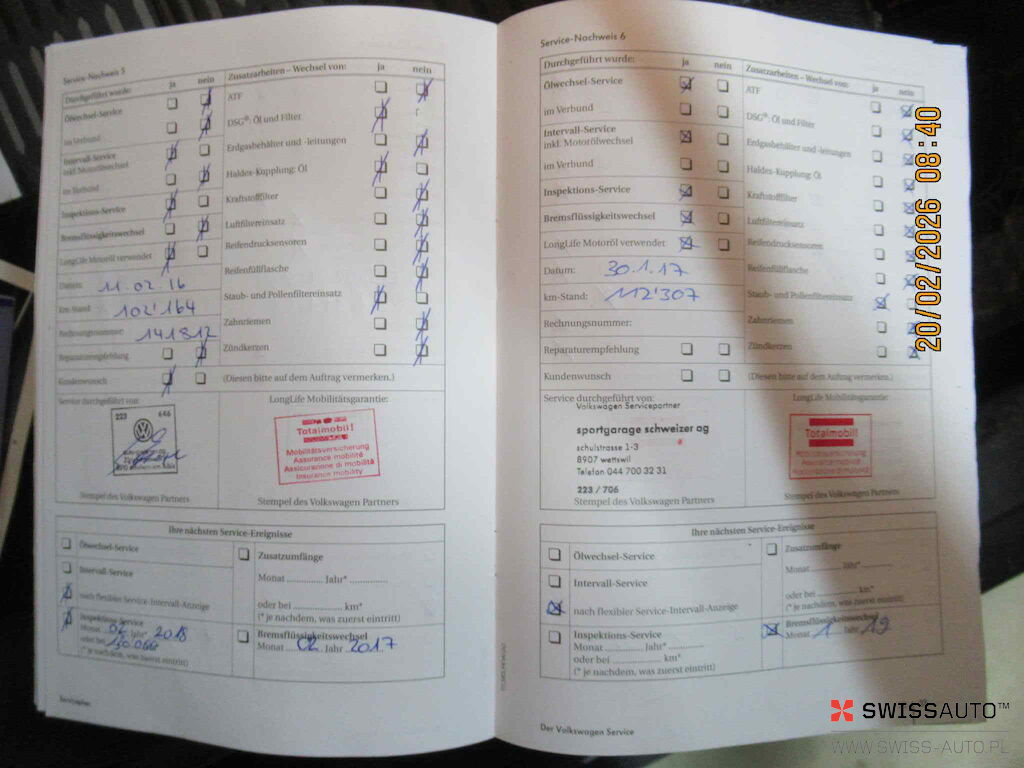 Service-Nachweis 5
Durchgeführt wurde: ja nein
Ölwechsel-Service
im Verbund
Intervall-Service
inkl. Motorölwechsel
im Verbund
Inspektions-Service
Bremsflüssigkeitswechsel
LongLife Motoröl verwendet
Datum: 11.02.16
km-Stand: 102'164
Rechnungsnummer: 141812
Reparaturempfehlung
Kundenwunsch
Zusatzarbeiten – Wechsel von: ja nein
ATF
DSG®: Öl und Filter
Erdgasbehälter und -leitungen
Haldex-Kupplung: Öl
Kraftstofffilter
Luftfiltereinsatz
Reifendrucksensoren
Reifenfüllflasche
Staub- und Pollenfiltereinsatz
Zahnriemen
Zündkerzen
(Diesen bitte auf dem Auftrag vermerken.)
Service durchgeführt von:
223 646
Stempel des Volkswagen Partners
LongLife Mobilitätsgarantie:
Totalmobil!
Mobilitätsversicherung
Assurance mobilité
Assicurazione di mobilità
Insurance mobility
Stempel des Volkswagen Partners
Ihre nächsten Service-Ereignisse
Ölwechsel-Service
Intervall-Service
nach flexibler Service-Intervall-Anzeige
Inspektions-Service
Monat 02 Jahr* 2018
oder bei
(* je nachdem, was zuerst eintritt)
Zusatzumfänge
Monat ............ Jahr* ............
oder bei ............ km*
(* je nachdem, was zuerst eintritt)
Bremsflüssigkeitswechsel
Monat 02 Jahr 2017
Serviceplan
Service-Nachweis 6
Durchgeführt wurde: ja nein
Ölwechsel-Service
im Verbund
Intervall-Service
inkl. Motorölwechsel
im Verbund
Inspektions-Service
Bremsflüssigkeitswechsel
LongLife Motoröl verwendet
Datum: 30.1.17
km-Stand: 112'307
Rechnungsnummer:
Reparaturempfehlung
Kundenwunsch
Zusatzarbeiten – Wechsel von: ja nein
ATF
DSG®: Öl und Filter
Erdgasbehälter und -leitungen
Haldex-Kupplung: Öl
Kraftstofffilter
Luftfiltereinsatz
Reifendrucksensoren
Reifenfüllflasche
Staub- und Pollenfiltereinsatz
Zahnriemen
Zündkerzen
(Diesen bitte auf dem Auftrag vermerken.)
Service durchgeführt von:
Volkswagen Servicepartner
sportgarage schweizer ag
schulstrasse 1-3
8907 wettswil
Telefon 044 700 32 31
223 / 706
Stempel des Volkswagen Partners
LongLife Mobilitätsgarantie:
Totalmobil!
Mobilitätsversicherung
Assurance mobilité
Assicurazione di mobilità
Stempel des Volkswagen Partners
Ihre nächsten Service-Ereignisse
Ölwechsel-Service
Intervall-Service
nach flexibler Service-Intervall-Anzeige
Inspektions-Service
Monat ............ Jahr* ............
oder bei ............ km*
(* je nachdem, was zuerst eintritt)
Zusatzumfänge
Monat ............ Jahr* ............
oder bei ............ km*
(* je nachdem, was zuerst eintritt)
Bremsflüssigkeitswechsel
Monat 1 Jahr 19
Der Volkswagen Service
20/02/2026 08:40
SWISSAUTO™
WWW.SWISS-AUTO.PL